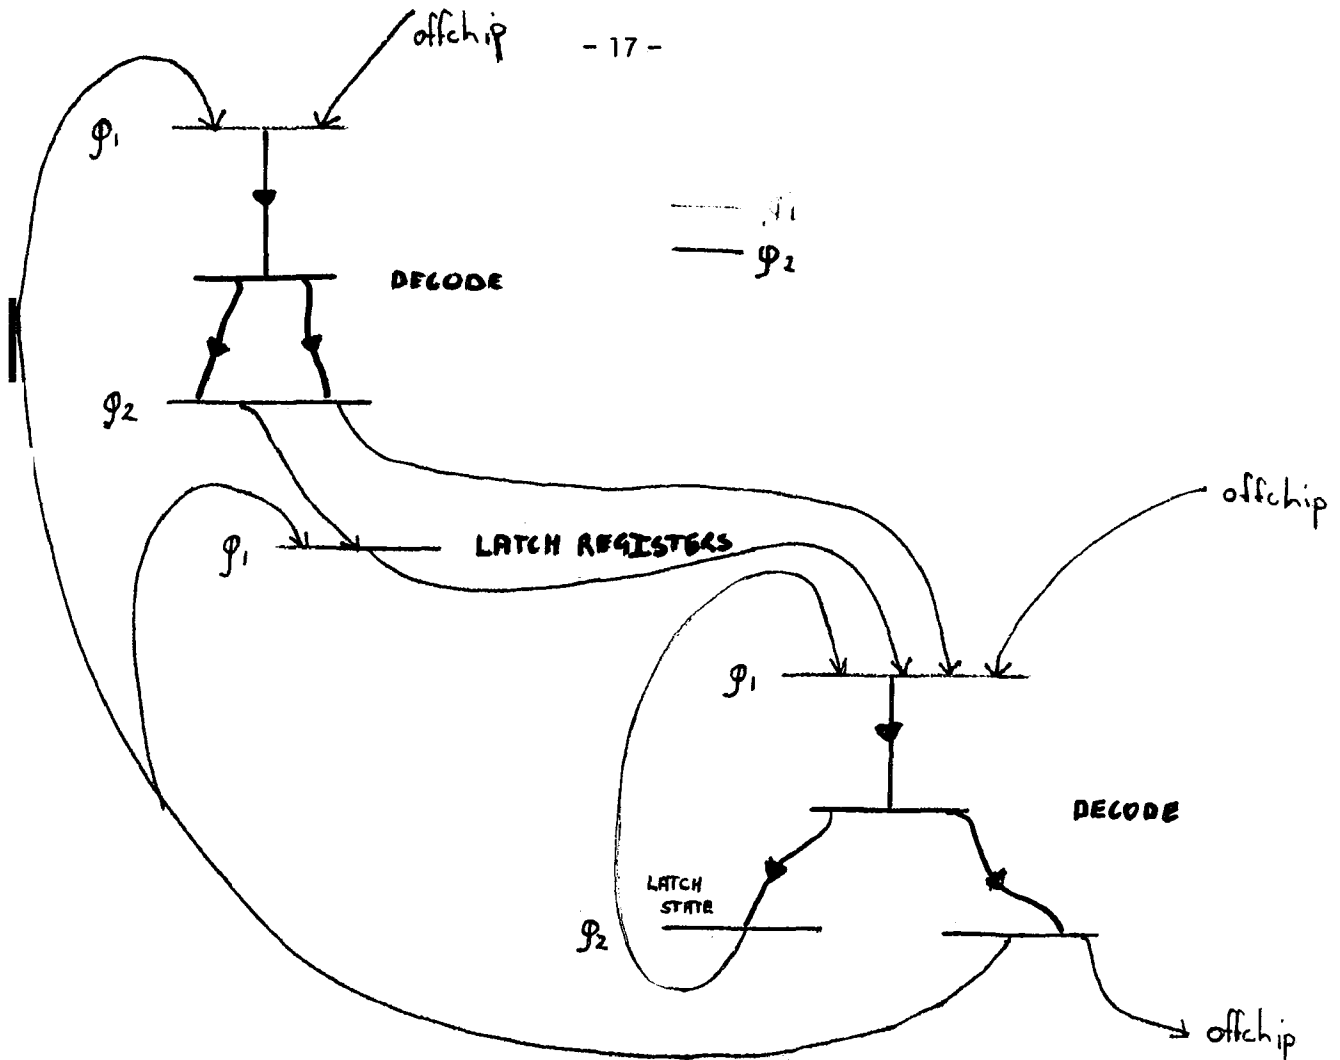 offchip
- 17 -
φ1
φ2
DECODE
φ2
offchip
φ1
LATCH REGISTERS
φ1
DECODE
LATCH
STATE
φ2
offchip